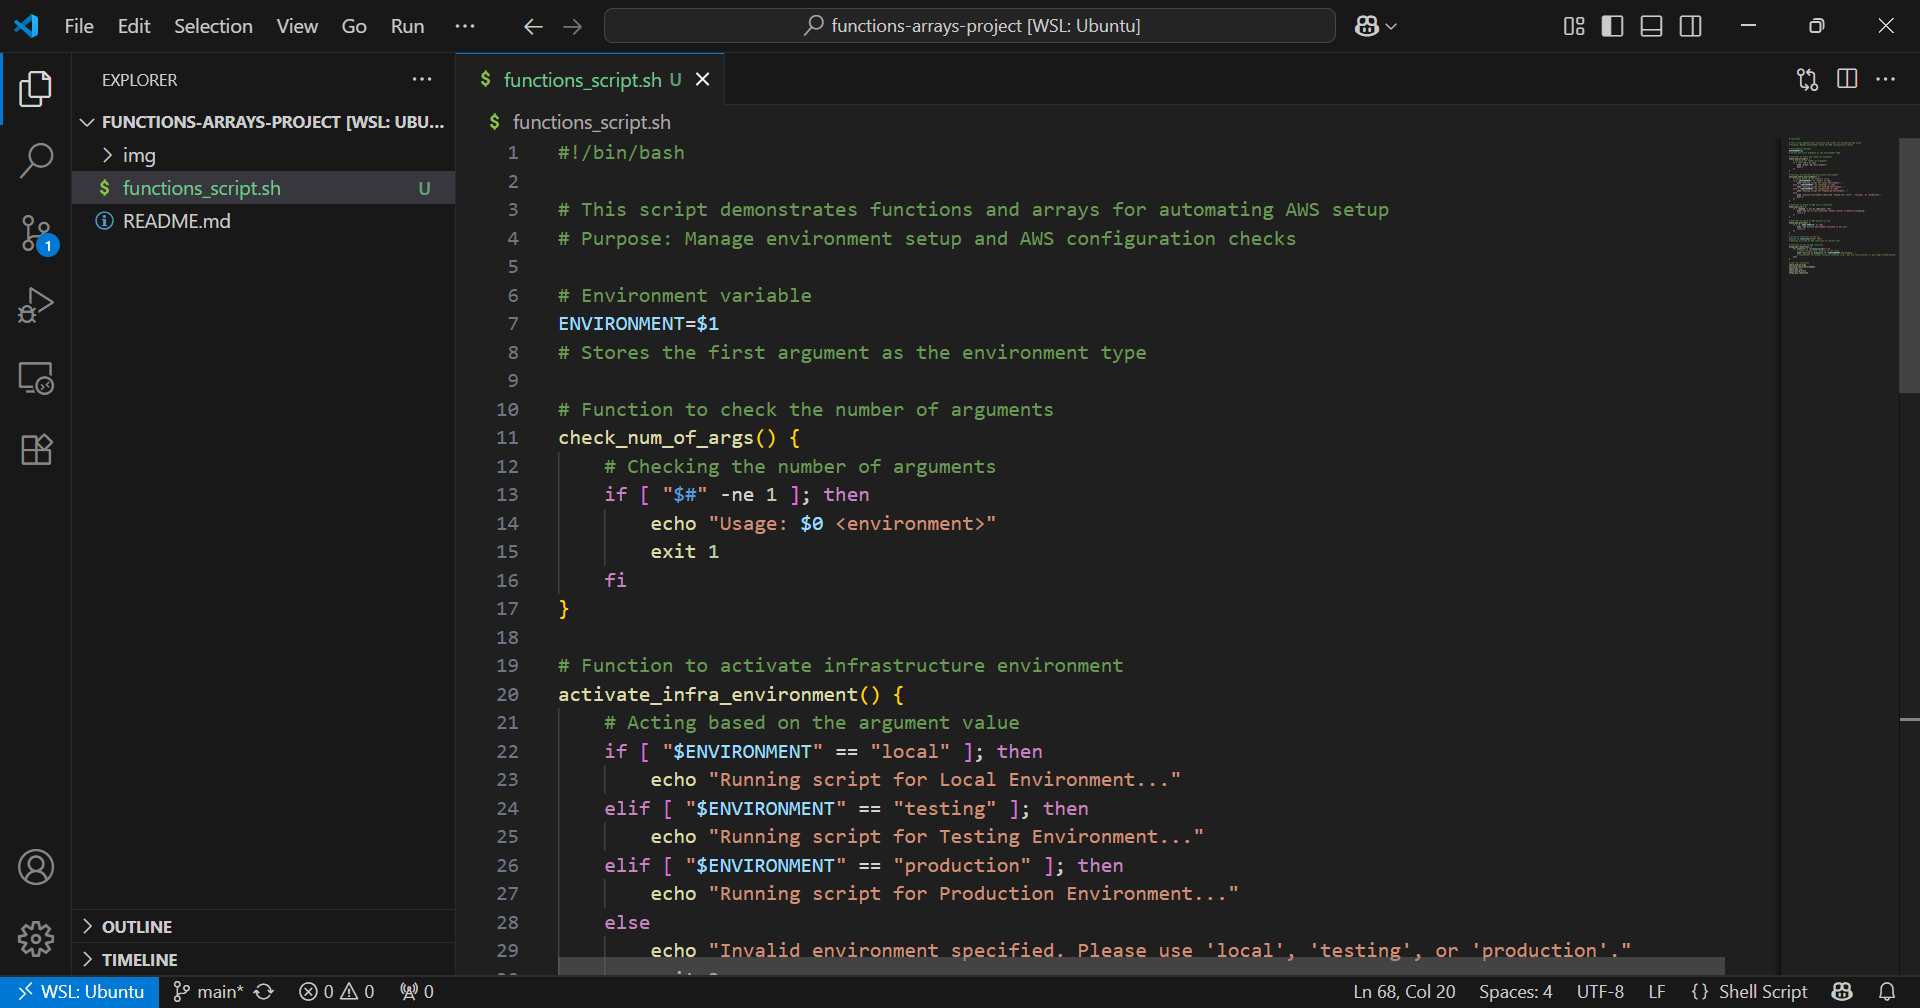 File Edit Selection View Go Run ···
functions-arrays-project [WSL: Ubuntu]
EXPLORER
FUNCTIONS-ARRAYS-PROJECT [WSL: UBU...
img
$ functions_script.sh U
README.md
OUTLINE
TIMELINE
$ functions_script.sh U
$ functions_script.sh
1 #!/bin/bash
2
3 # This script demonstrates functions and arrays for automating AWS setup
4 # Purpose: Manage environment setup and AWS configuration checks
5
6 # Environment variable
7 ENVIRONMENT=$1
8 # Stores the first argument as the environment type
9
10 # Function to check the number of arguments
11 check_num_of_args() {
12     # Checking the number of arguments
13     if [ "$#" -ne 1 ]; then
14         echo "Usage: $0 <environment>"
15         exit 1
16     fi
17 }
18
19 # Function to activate infrastructure environment
20 activate_infra_environment() {
21     # Acting based on the argument value
22     if [ "$ENVIRONMENT" == "local" ]; then
23         echo "Running script for Local Environment..."
24     elif [ "$ENVIRONMENT" == "testing" ]; then
25         echo "Running script for Testing Environment..."
26     elif [ "$ENVIRONMENT" == "production" ]; then
27         echo "Running script for Production Environment..."
28     else
29         echo "Invalid environment specified. Please use 'local', 'testing', or 'production'."
1
WSL: Ubuntu main* 0 0 0 Ln 68, Col 20 Spaces: 4 UTF-8 LF {} Shell Script